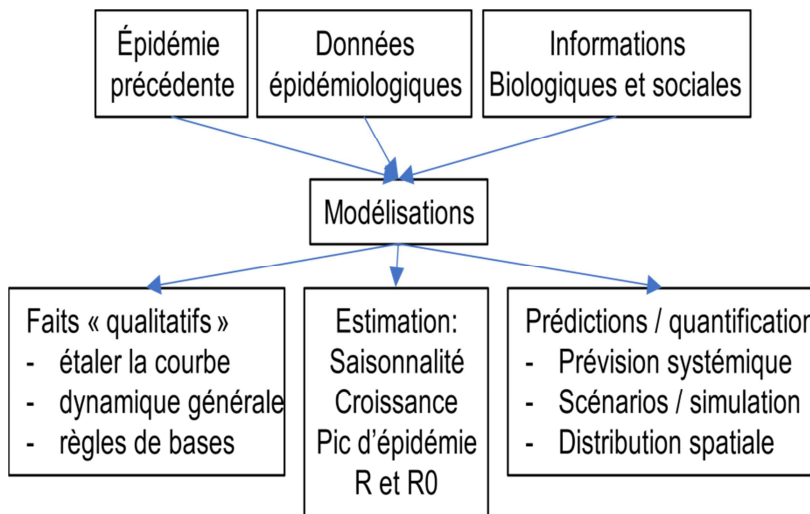 Épidémie
précédente
Données
épidémiologiques
Informations
Biologiques et sociales
Modélisations
Faits « qualitatifs »
- étaler la courbe
- dynamique générale
- règles de bases
Estimation:
Saisonnalité
Croissance
Pic d'épidémie
R et R0
Prédictions / quantification
- Prévision systémique
- Scénarios / simulation
- Distribution spatiale